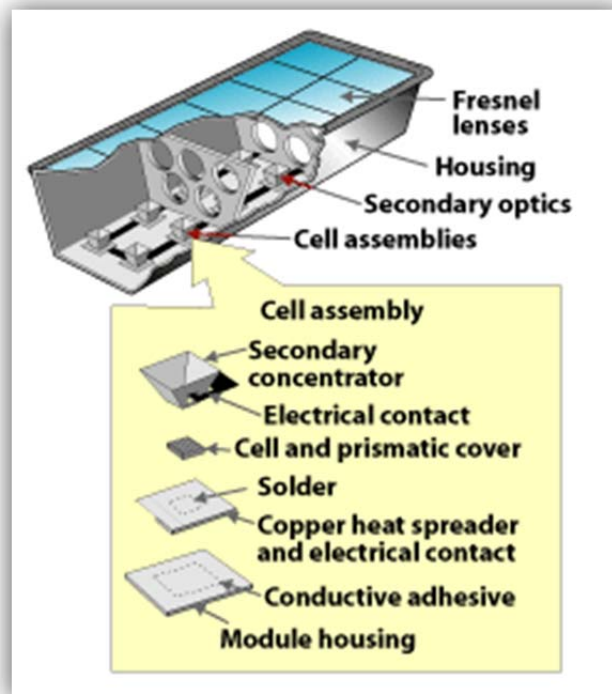 Fresnel
lenses
Housing
Secondary optics
Cell assemblies
Cell assembly
Secondary
concentrator
Electrical contact
Cell and prismatic cover
Solder
Copper heat spreader
and electrical contact
Conductive adhesive
Module housing